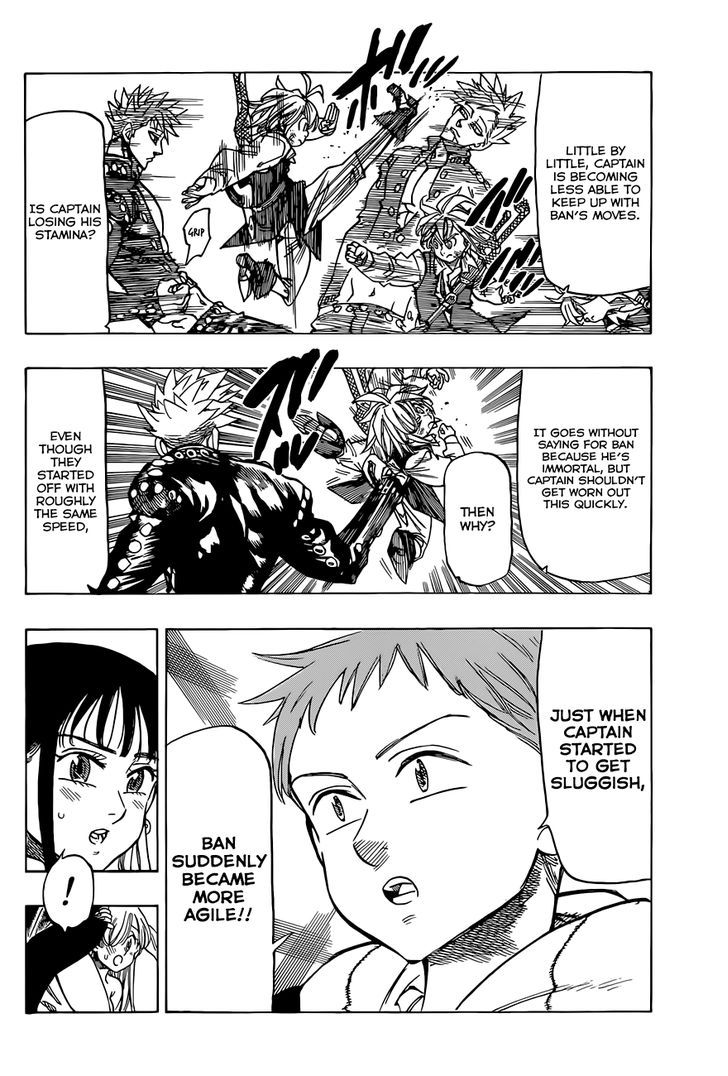 LITTLE BY
LITTLE, CAPTAIN
IS BECOMING
LESS ABLE TO
KEEP UP WITH
BAN'S MOVES.
GRIP
IS CAPTAIN
LOSING HIS
STAMINA?
IT GOES WITHOUT
SAYING FOR BAN
BECAUSE HE'S
IMMORTAL, BUT
CAPTAIN SHOULDN'T
GET WORN OUT
THIS QUICKLY.
THEN
WHY?
EVEN
THOUGH
THEY
STARTED
OFF WITH
ROUGHLY
THE SAME
SPEED,
JUST WHEN
CAPTAIN
STARTED
TO GET
SLUGGISH,
BAN
SUDDENLY
BECAME
MORE
AGILE!!
!